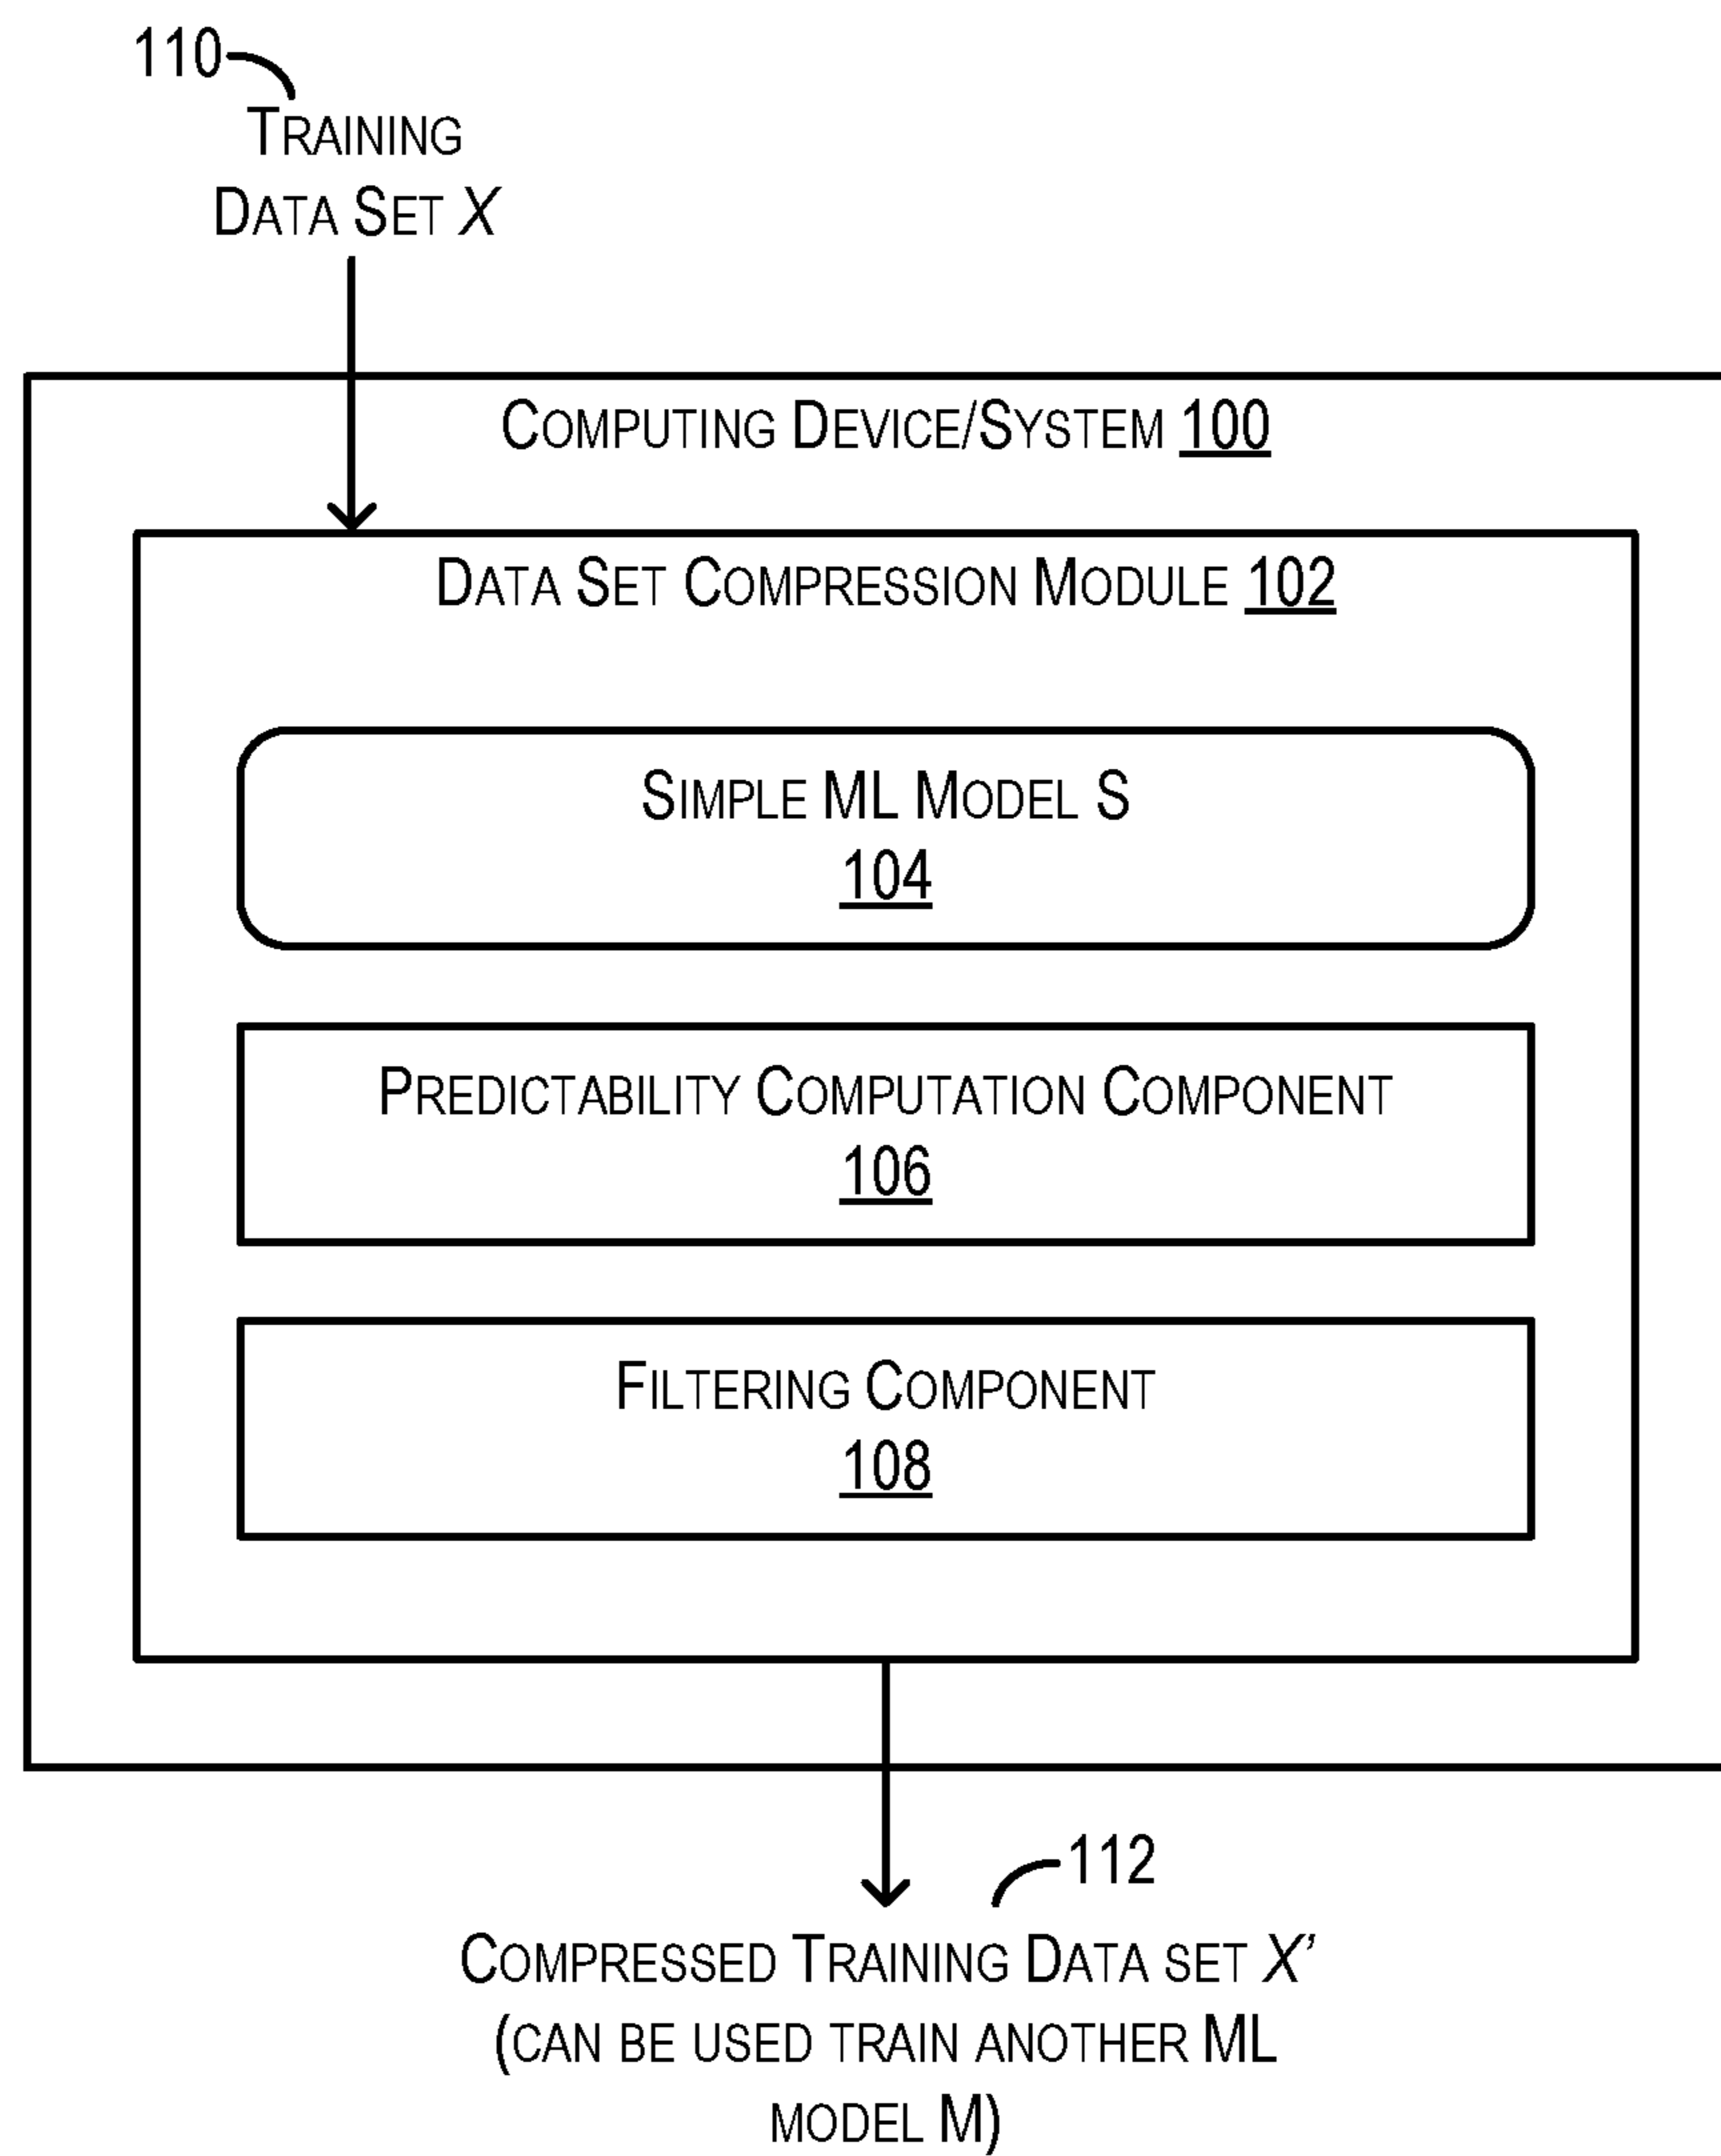 110
TRAINING
DATA SET X
COMPUTING DEVICE/SYSTEM 100
DATA SET COMPRESSION MODULE 102
SIMPLE ML MODEL S
104
PREDICTABILITY COMPUTATION COMPONENT
106
FILTERING COMPONENT
108
112
COMPRESSED TRAINING DATA SET X'
(CAN BE USED TRAIN ANOTHER ML
MODEL M)